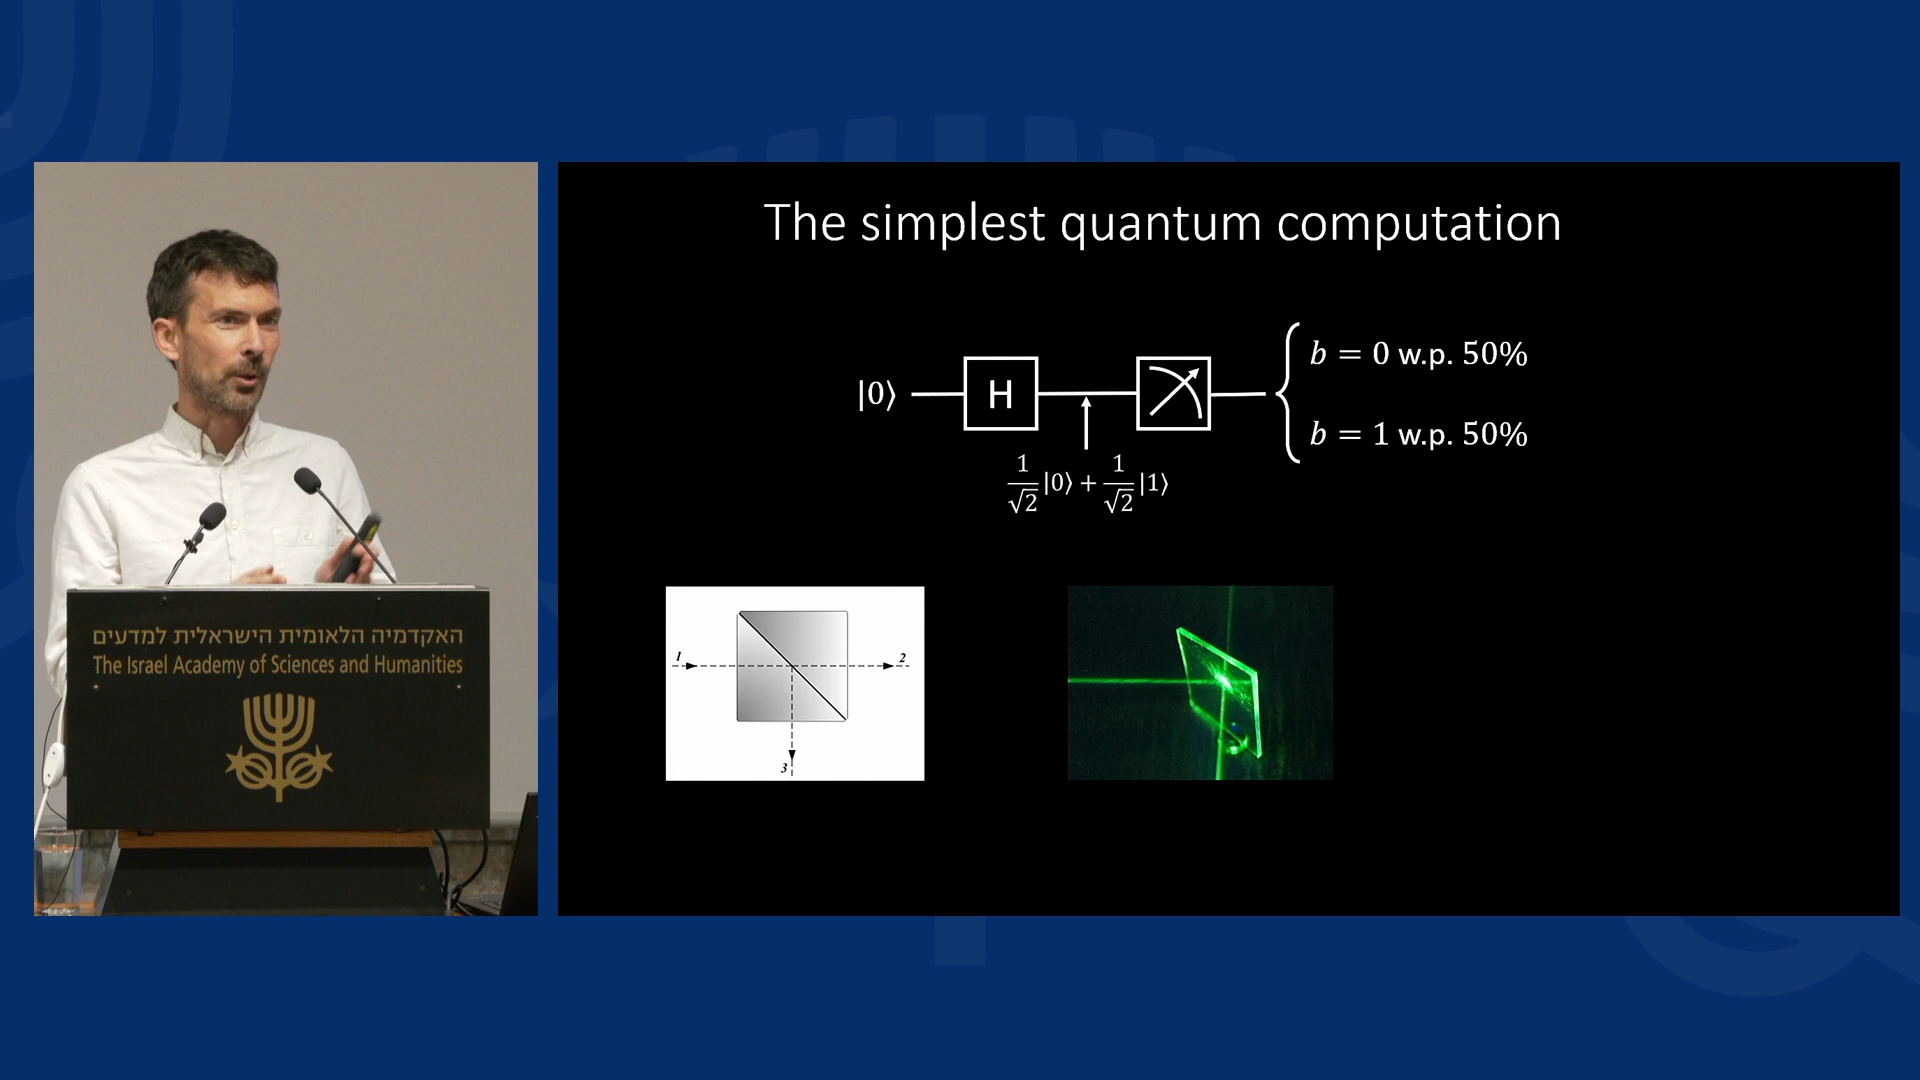 האקדמיה הלאומית הישראלית למדעים
The Israel Academy of Sciences and Humanities
The simplest quantum computation
|0⟩ H
1/√2 |0⟩ + 1/√2 |1⟩
b = 0 w.p. 50%
b = 1 w.p. 50%
1 2
3